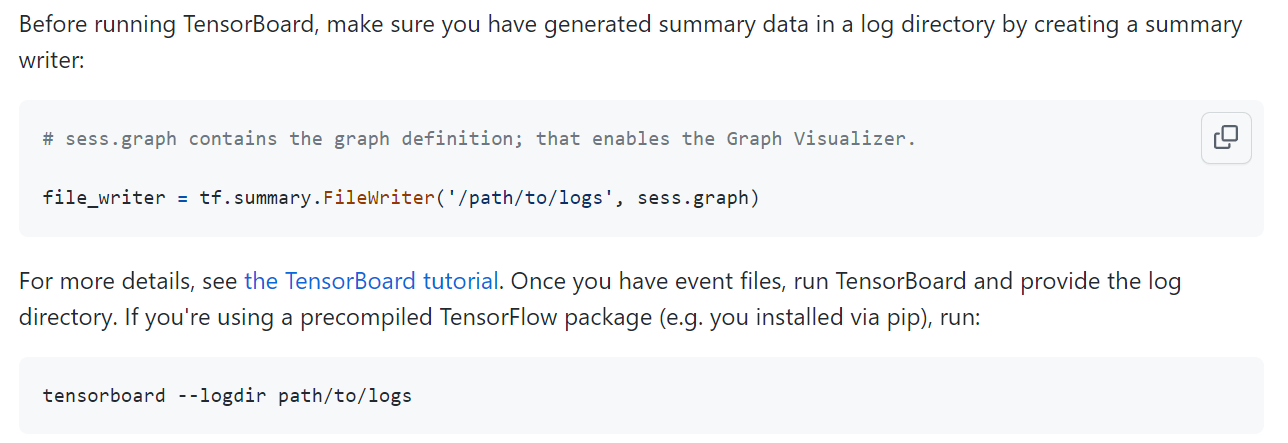 Before running TensorBoard, make sure you have generated summary data in a log directory by creating a summary
writer:
# sess.graph contains the graph definition; that enables the Graph Visualizer.
file_writer = tf.summary.FileWriter('/path/to/logs', sess.graph)
For more details, see the TensorBoard tutorial. Once you have event files, run TensorBoard and provide the log
directory. If you're using a precompiled TensorFlow package (e.g. you installed via pip), run:
tensorboard --logdir path/to/logs